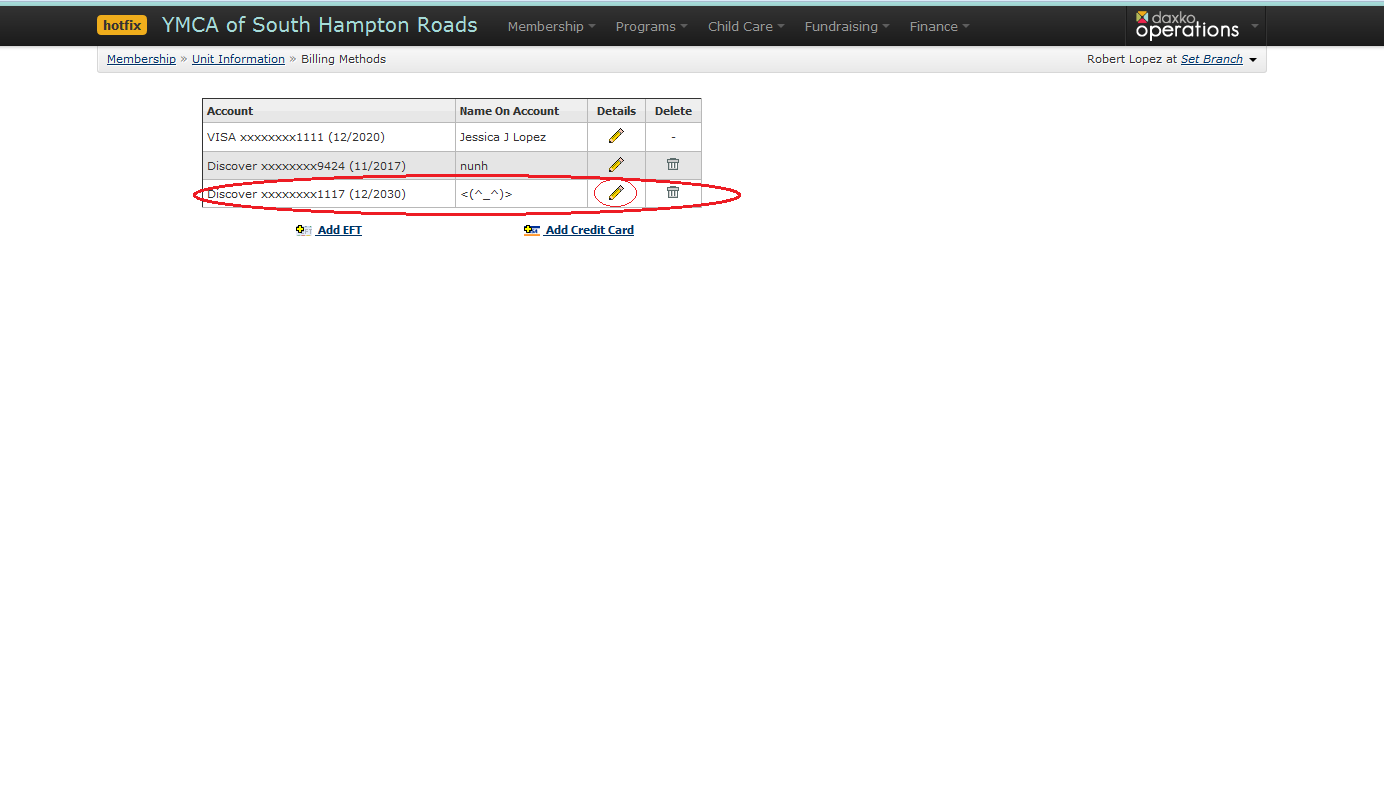 hotfix YMCA of South Hampton Roads Membership Programs Child Care Fundraising Finance daxko operations
Membership » Unit Information » Billing Methods Robert Lopez at Set Branch
Account Name On Account Details Delete
VISA xxxxxxxx1111 (12/2020) Jessica J Lopez -
Discover xxxxxxxx9424 (11/2017) nunh
Discover xxxxxxxx1117 (12/2030) <(^_^)>
Add EFT Add Credit Card